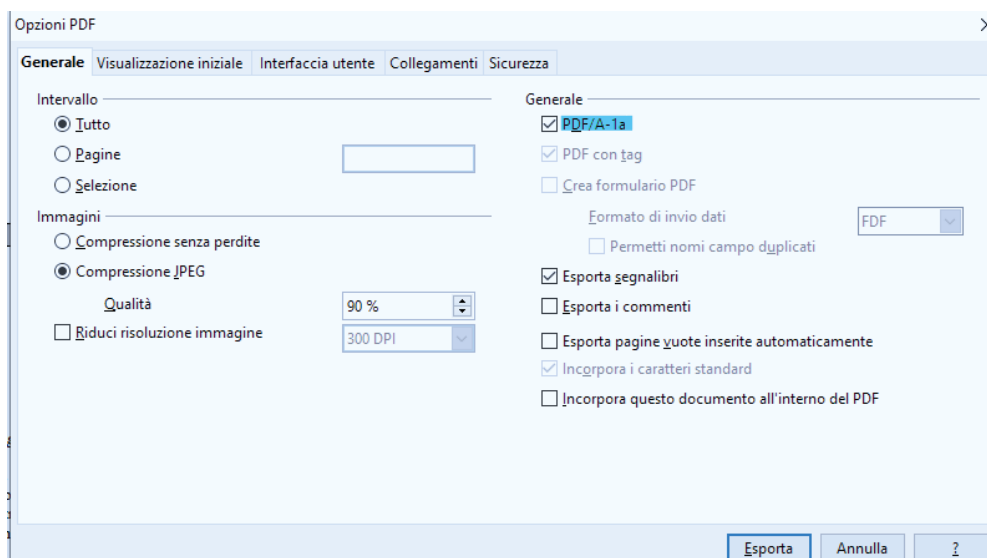 Opzioni PDF
Generale Visualizzazione iniziale Interfaccia utente Collegamenti Sicurezza
Intervallo
Tutto
Pagine
Selezione
Immagini
Compressione senza perdite
Compressione JPEG
Qualità 90 %
Riduci risoluzione immagine 300 DPI
Generale
PDF/A-1a
PDF con tag
Crea formulario PDF
Formato di invio dati FDF
Permetti nomi campo duplicati
Esporta segnalibri
Esporta i commenti
Esporta pagine vuote inserite automaticamente
Incorpora i caratteri standard
Incorpora questo documento all'interno del PDF
Esporta Annulla ?